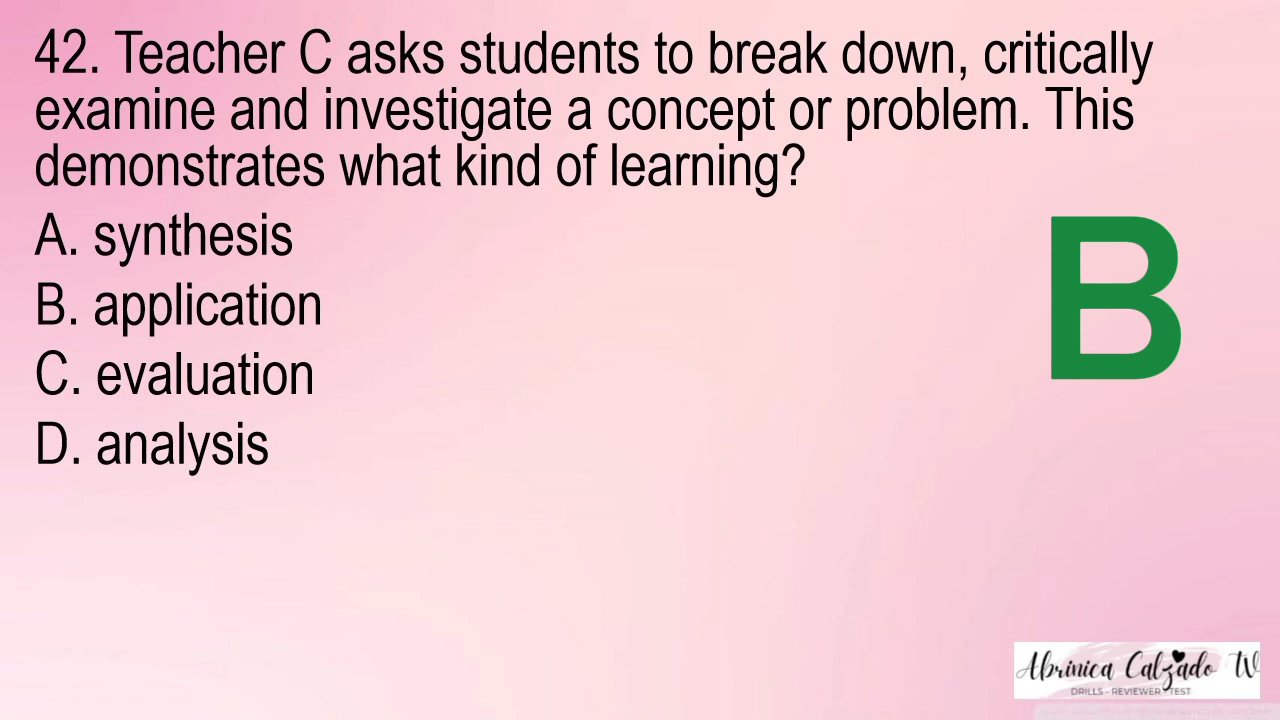 42. Teacher C asks students to break down, critically
examine and investigate a concept or problem. This
demonstrates what kind of learning?
A. synthesis
B. application
C. evaluation
D. analysis
B
Abrinica Calzado TV
DRILLS - REVIEWER - TEST